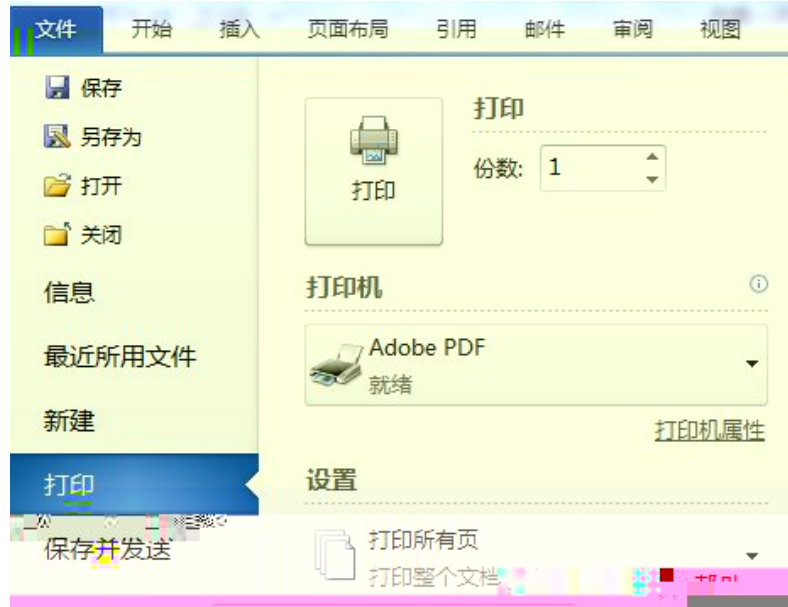 文件 开始 插入 页面布局 引用 邮件 审阅 视图
保存
另存为
打开
关闭
信息
最近所用文件
新建
打印
保存并发送
打印
打印
份数: 1
打印机
Adobe PDF
就绪
打印机属性
设置
打印所有页
打印整个文档